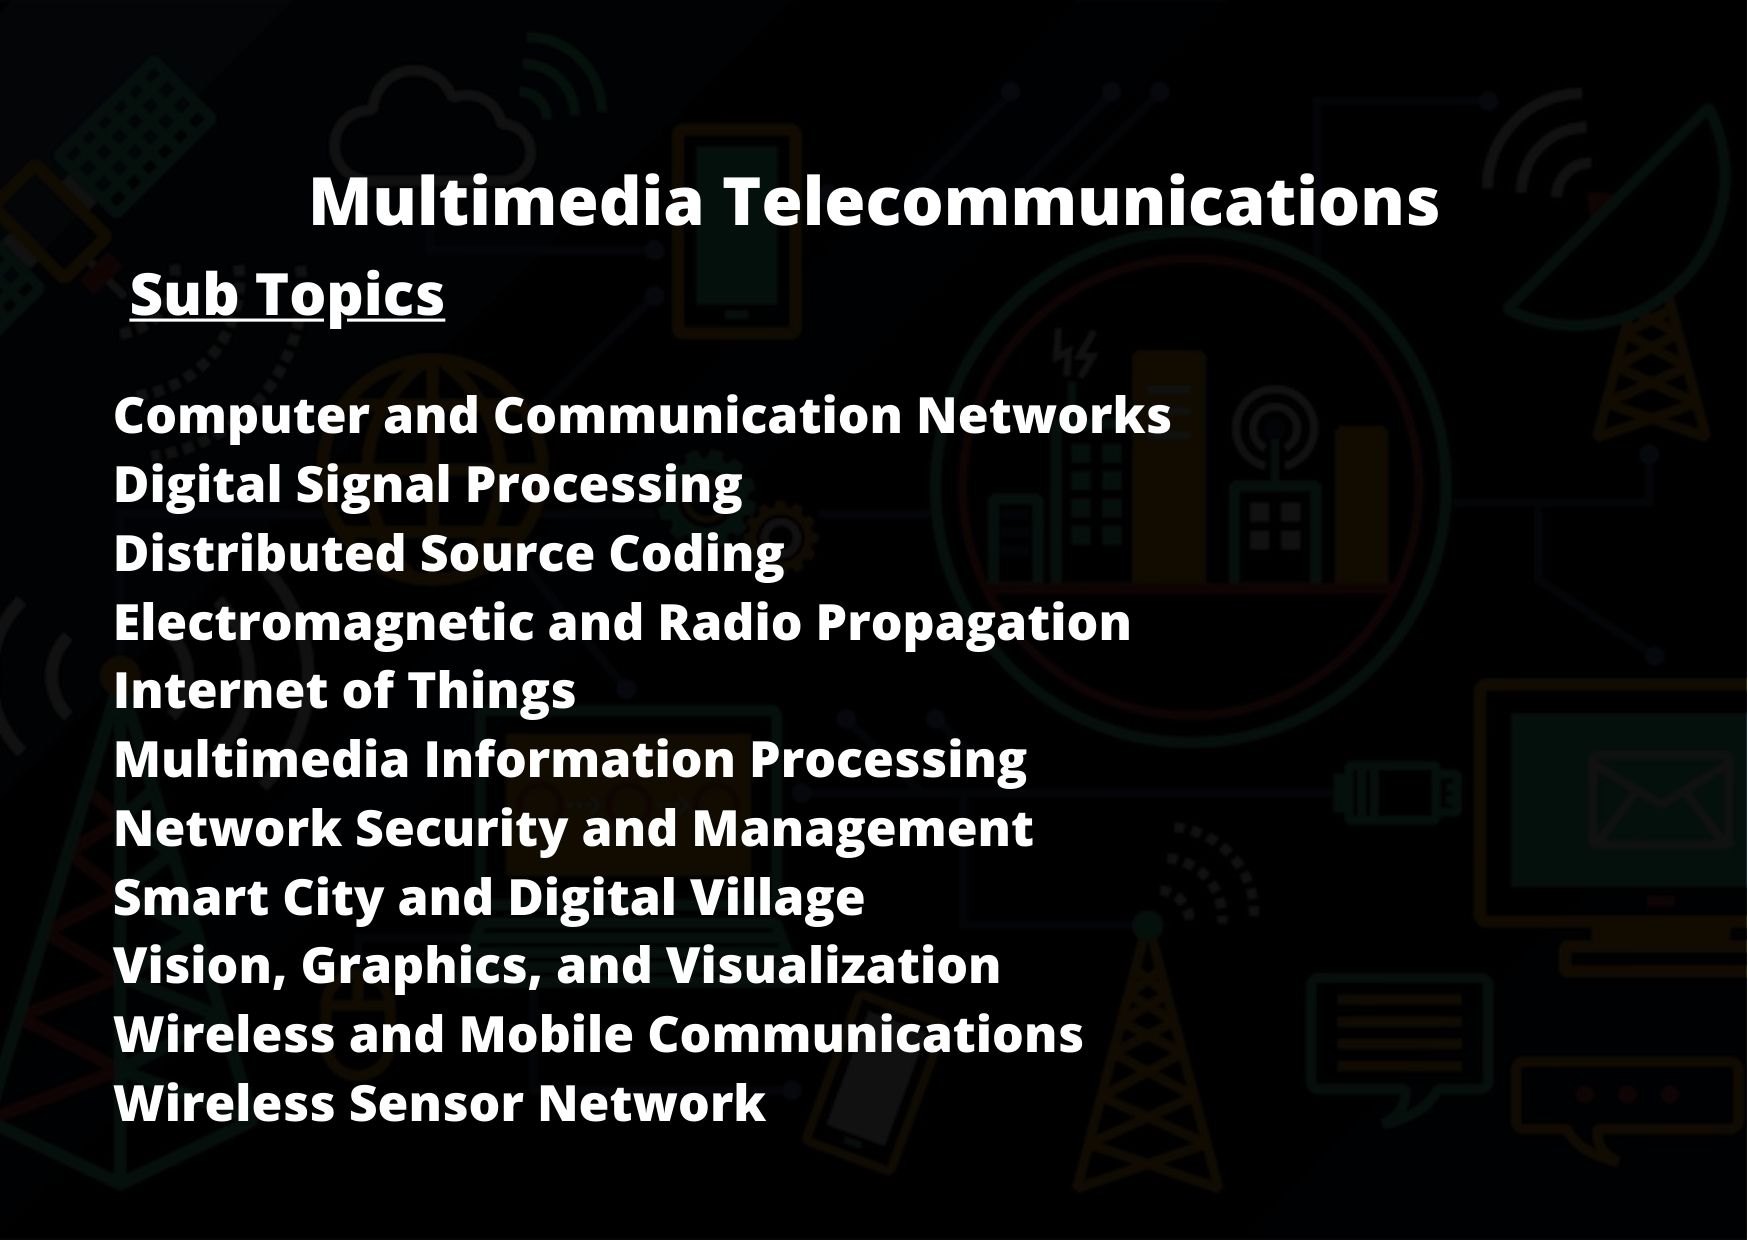 Multimedia Telecommunications
Sub Topics
Computer and Communication Networks
Digital Signal Processing
Distributed Source Coding
Electromagnetic and Radio Propagation
Internet of Things
Multimedia Information Processing
Network Security and Management
Smart City and Digital Village
Vision, Graphics, and Visualization
Wireless and Mobile Communications
Wireless Sensor Network